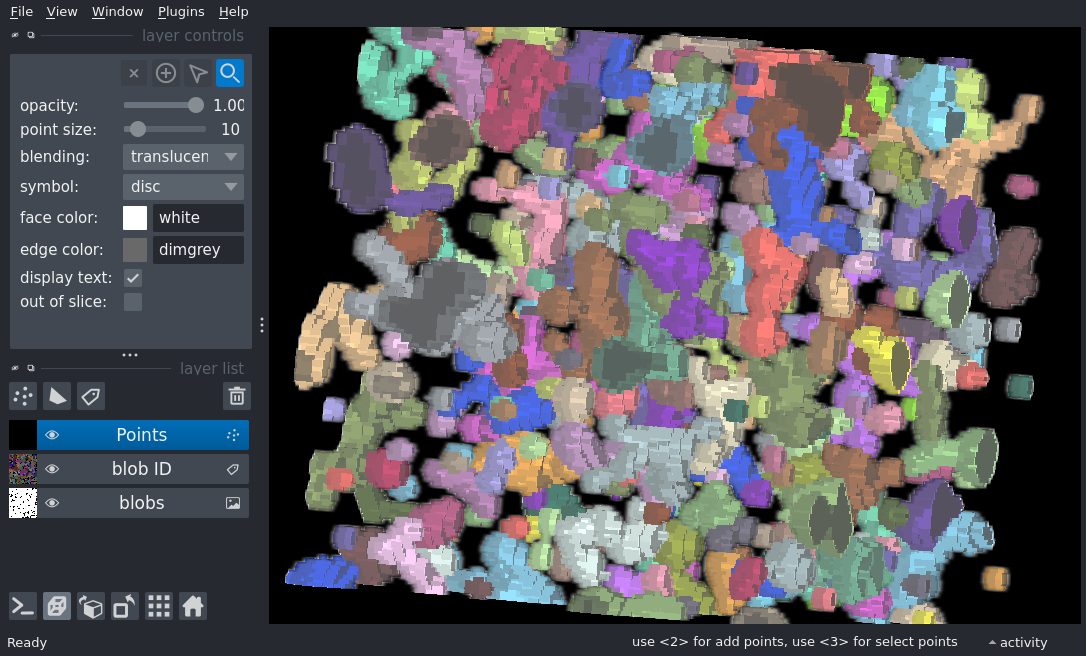 File View Window Plugins Help
layer controls
opacity: 1.00
point size: 10
blending: translucen
symbol: disc
face color: white
edge color: dimgrey
display text:
out of slice:
layer list
Points
blob ID
blobs
Ready
use <2> for add points, use <3> for select points
activity